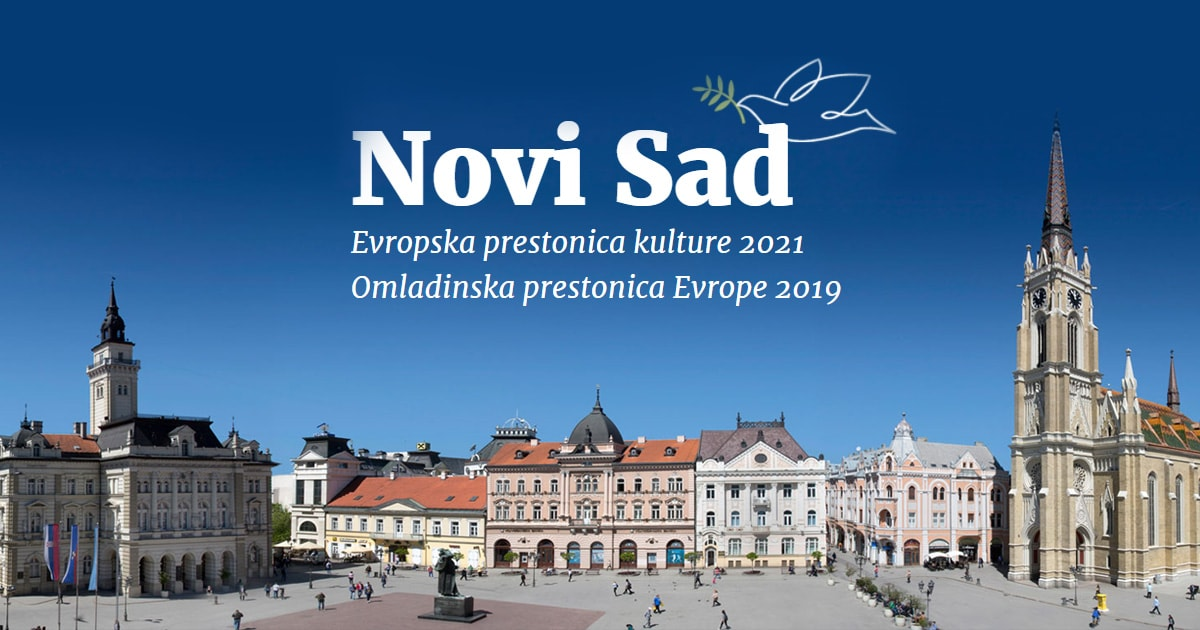 Novi Sad
Evropska prestonica kulture 2021
Omladinska prestonica Evrope 2019